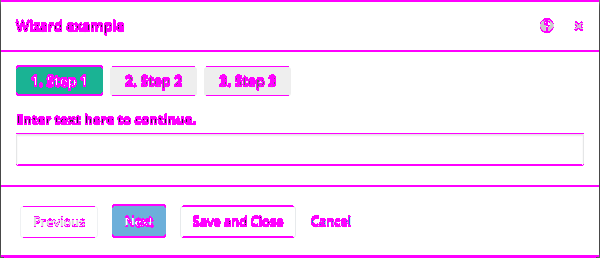 Wizard example
1. Step 1 2. Step 2 3. Step 3
Enter text here to continue.
Previous Next Save and Close Cancel